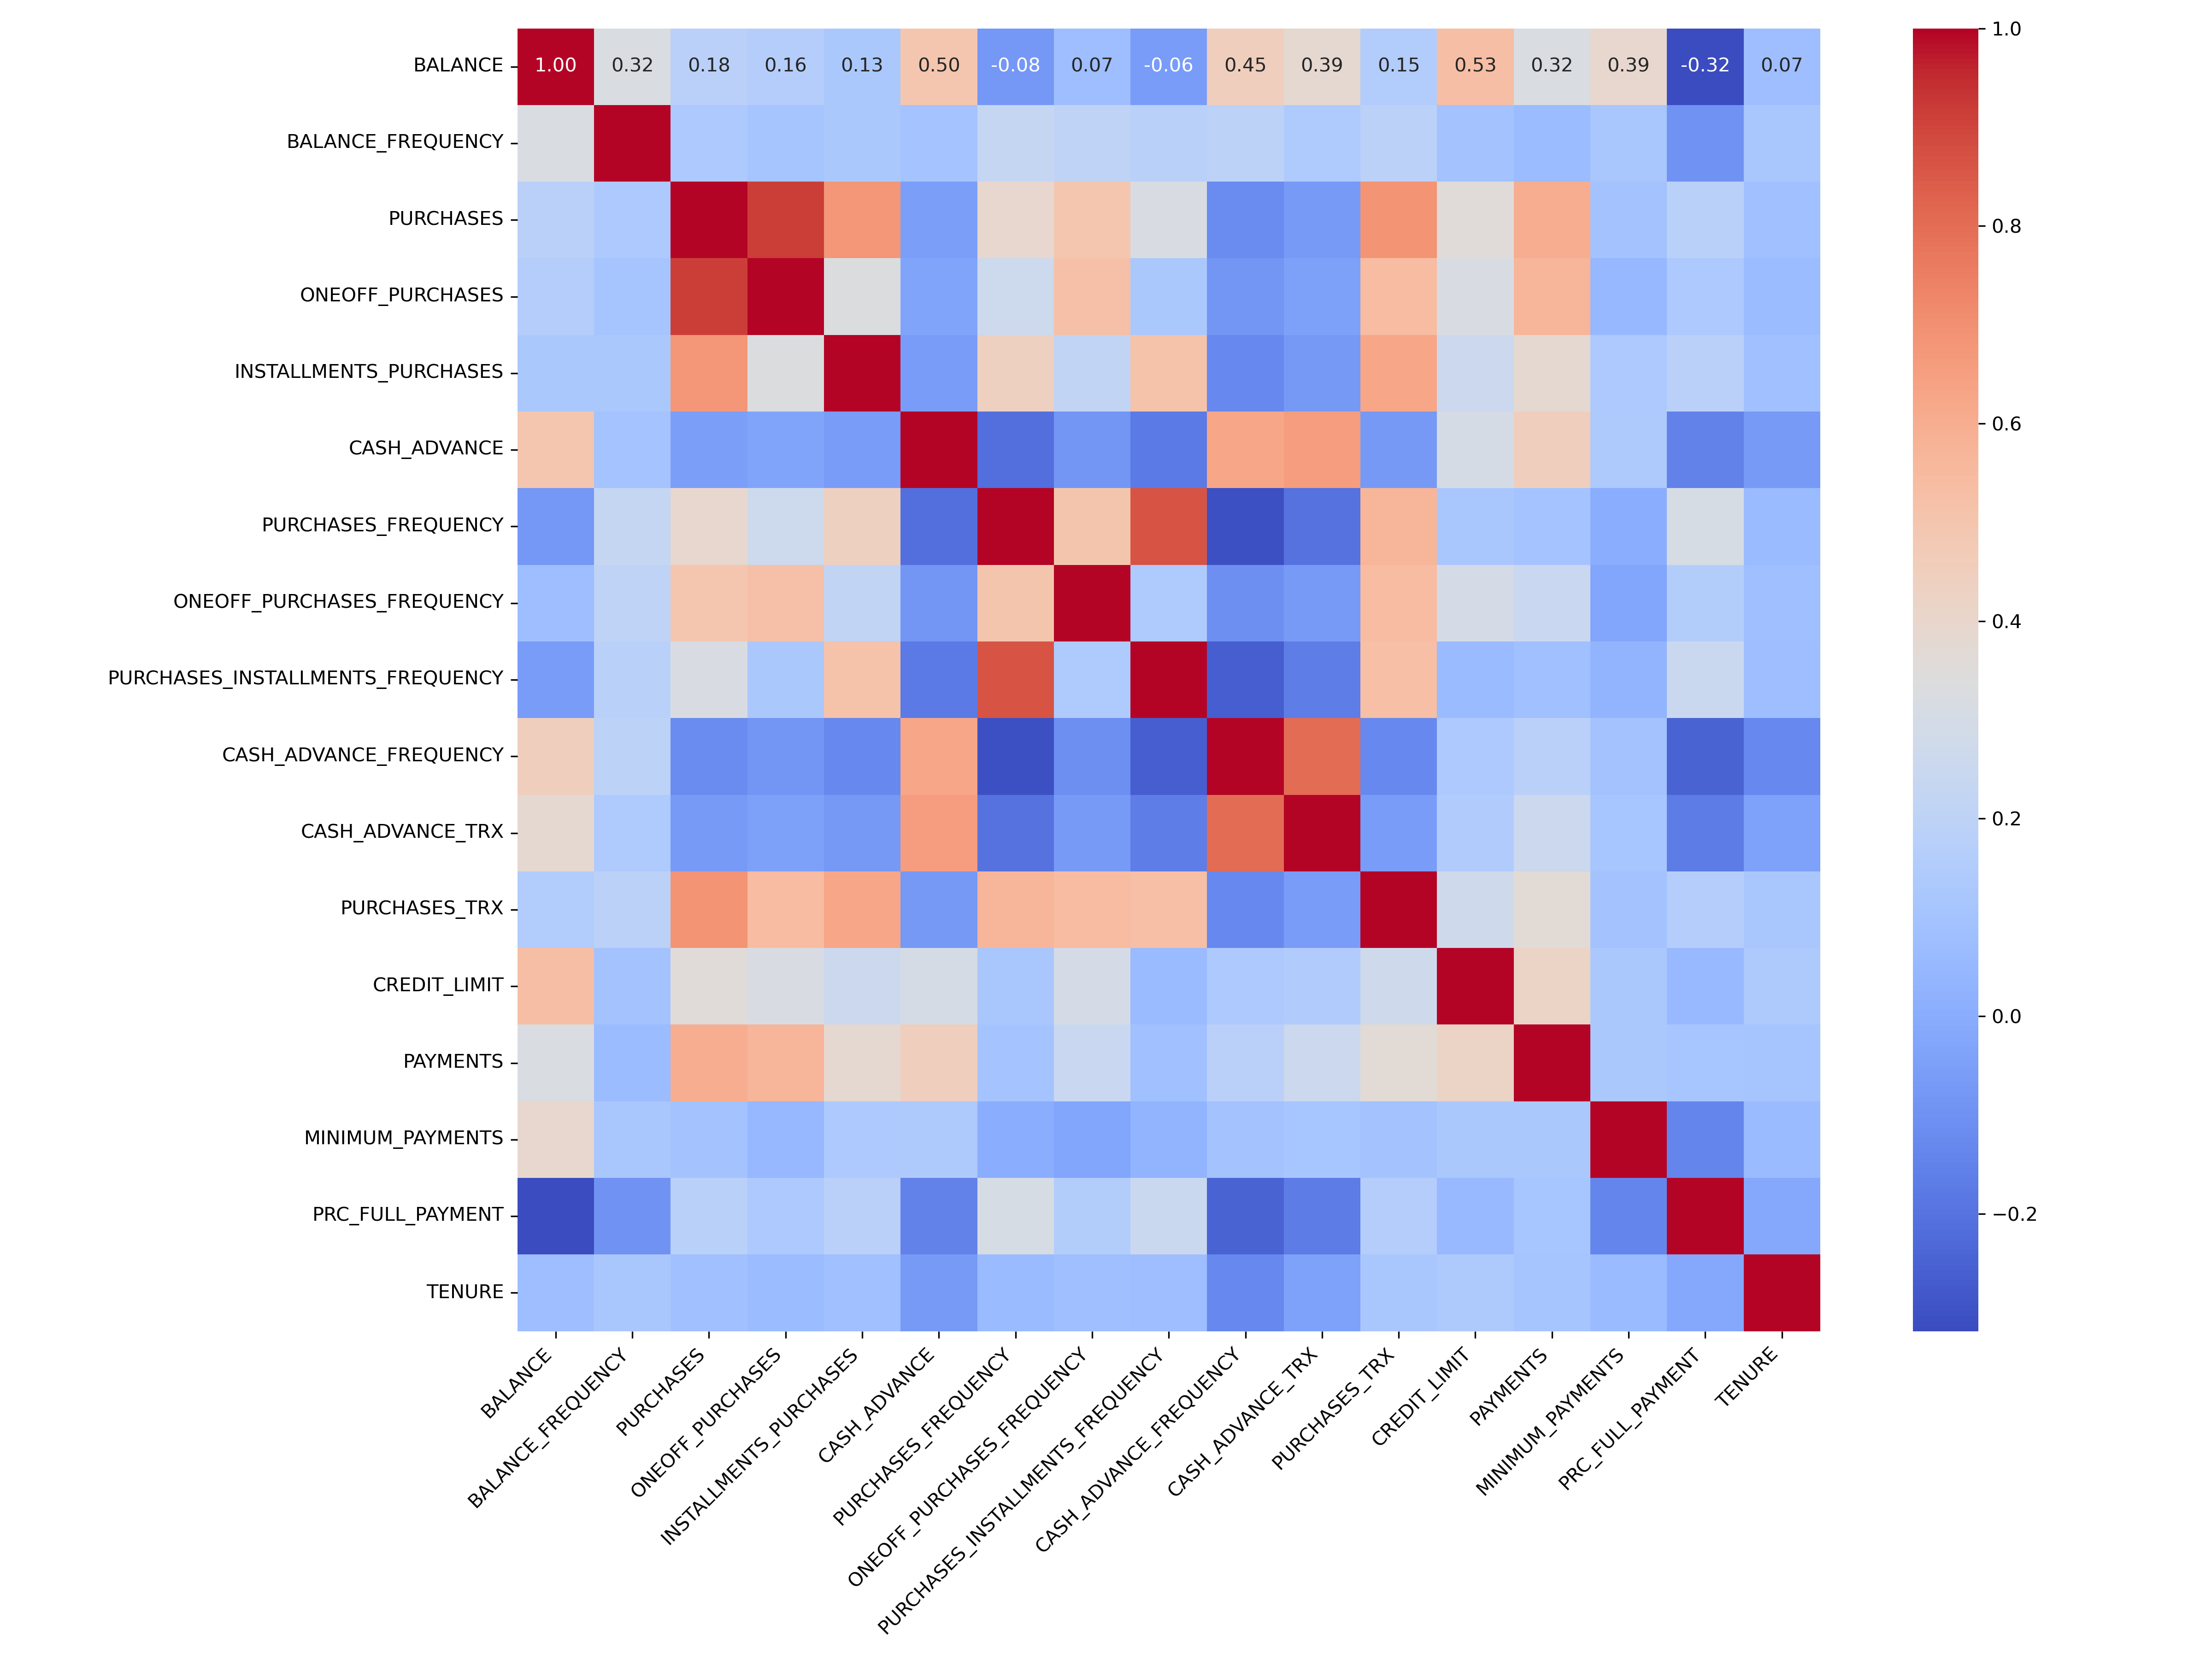 BALANCE 1.00 0.32 0.18 0.16 0.13 0.50 -0.08 0.07 -0.06 0.45 0.39 0.15 0.53 0.32 0.39 -0.32 0.07
BALANCE_FREQUENCY
PURCHASES
ONEOFF_PURCHASES
INSTALLMENTS_PURCHASES
CASH_ADVANCE
PURCHASES_FREQUENCY
ONEOFF_PURCHASES_FREQUENCY
PURCHASES_INSTALLMENTS_FREQUENCY
CASH_ADVANCE_FREQUENCY
CASH_ADVANCE_TRX
PURCHASES_TRX
CREDIT_LIMIT
PAYMENTS
MINIMUM_PAYMENTS
PRC_FULL_PAYMENT
TENURE
BALANCE
BALANCE_FREQUENCY
PURCHASES
ONEOFF_PURCHASES
INSTALLMENTS_PURCHASES
CASH_ADVANCE
PURCHASES_FREQUENCY
ONEOFF_PURCHASES_FREQUENCY
PURCHASES_INSTALLMENTS_FREQUENCY
CASH_ADVANCE_FREQUENCY
CASH_ADVANCE_TRX
PURCHASES_TRX
CREDIT_LIMIT
PAYMENTS
MINIMUM_PAYMENTS
PRC_FULL_PAYMENT
TENURE
1.0
0.8
0.6
0.4
0.2
0.0
−0.2